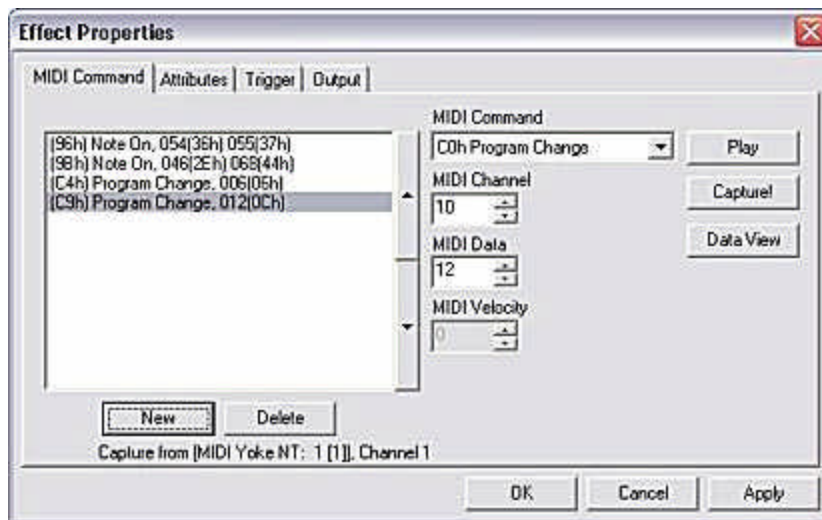 Effect Properties
MIDI Command Attributes Trigger Output
(96h) Note On, 054(36h) 055(37h)
(98h) Note On, 046(2Eh) 068(44h)
(C4h) Program Change, 006(06h)
(C9h) Program Change, 012(0Ch)
New Delete
Capture from [MIDI Yoke NT: 1 [1]], Channel 1
MIDI Command
C0h Program Change
MIDI Channel
10
MIDI Data
12
MIDI Velocity
0
Play
Capture!
Data View
OK Cancel Apply